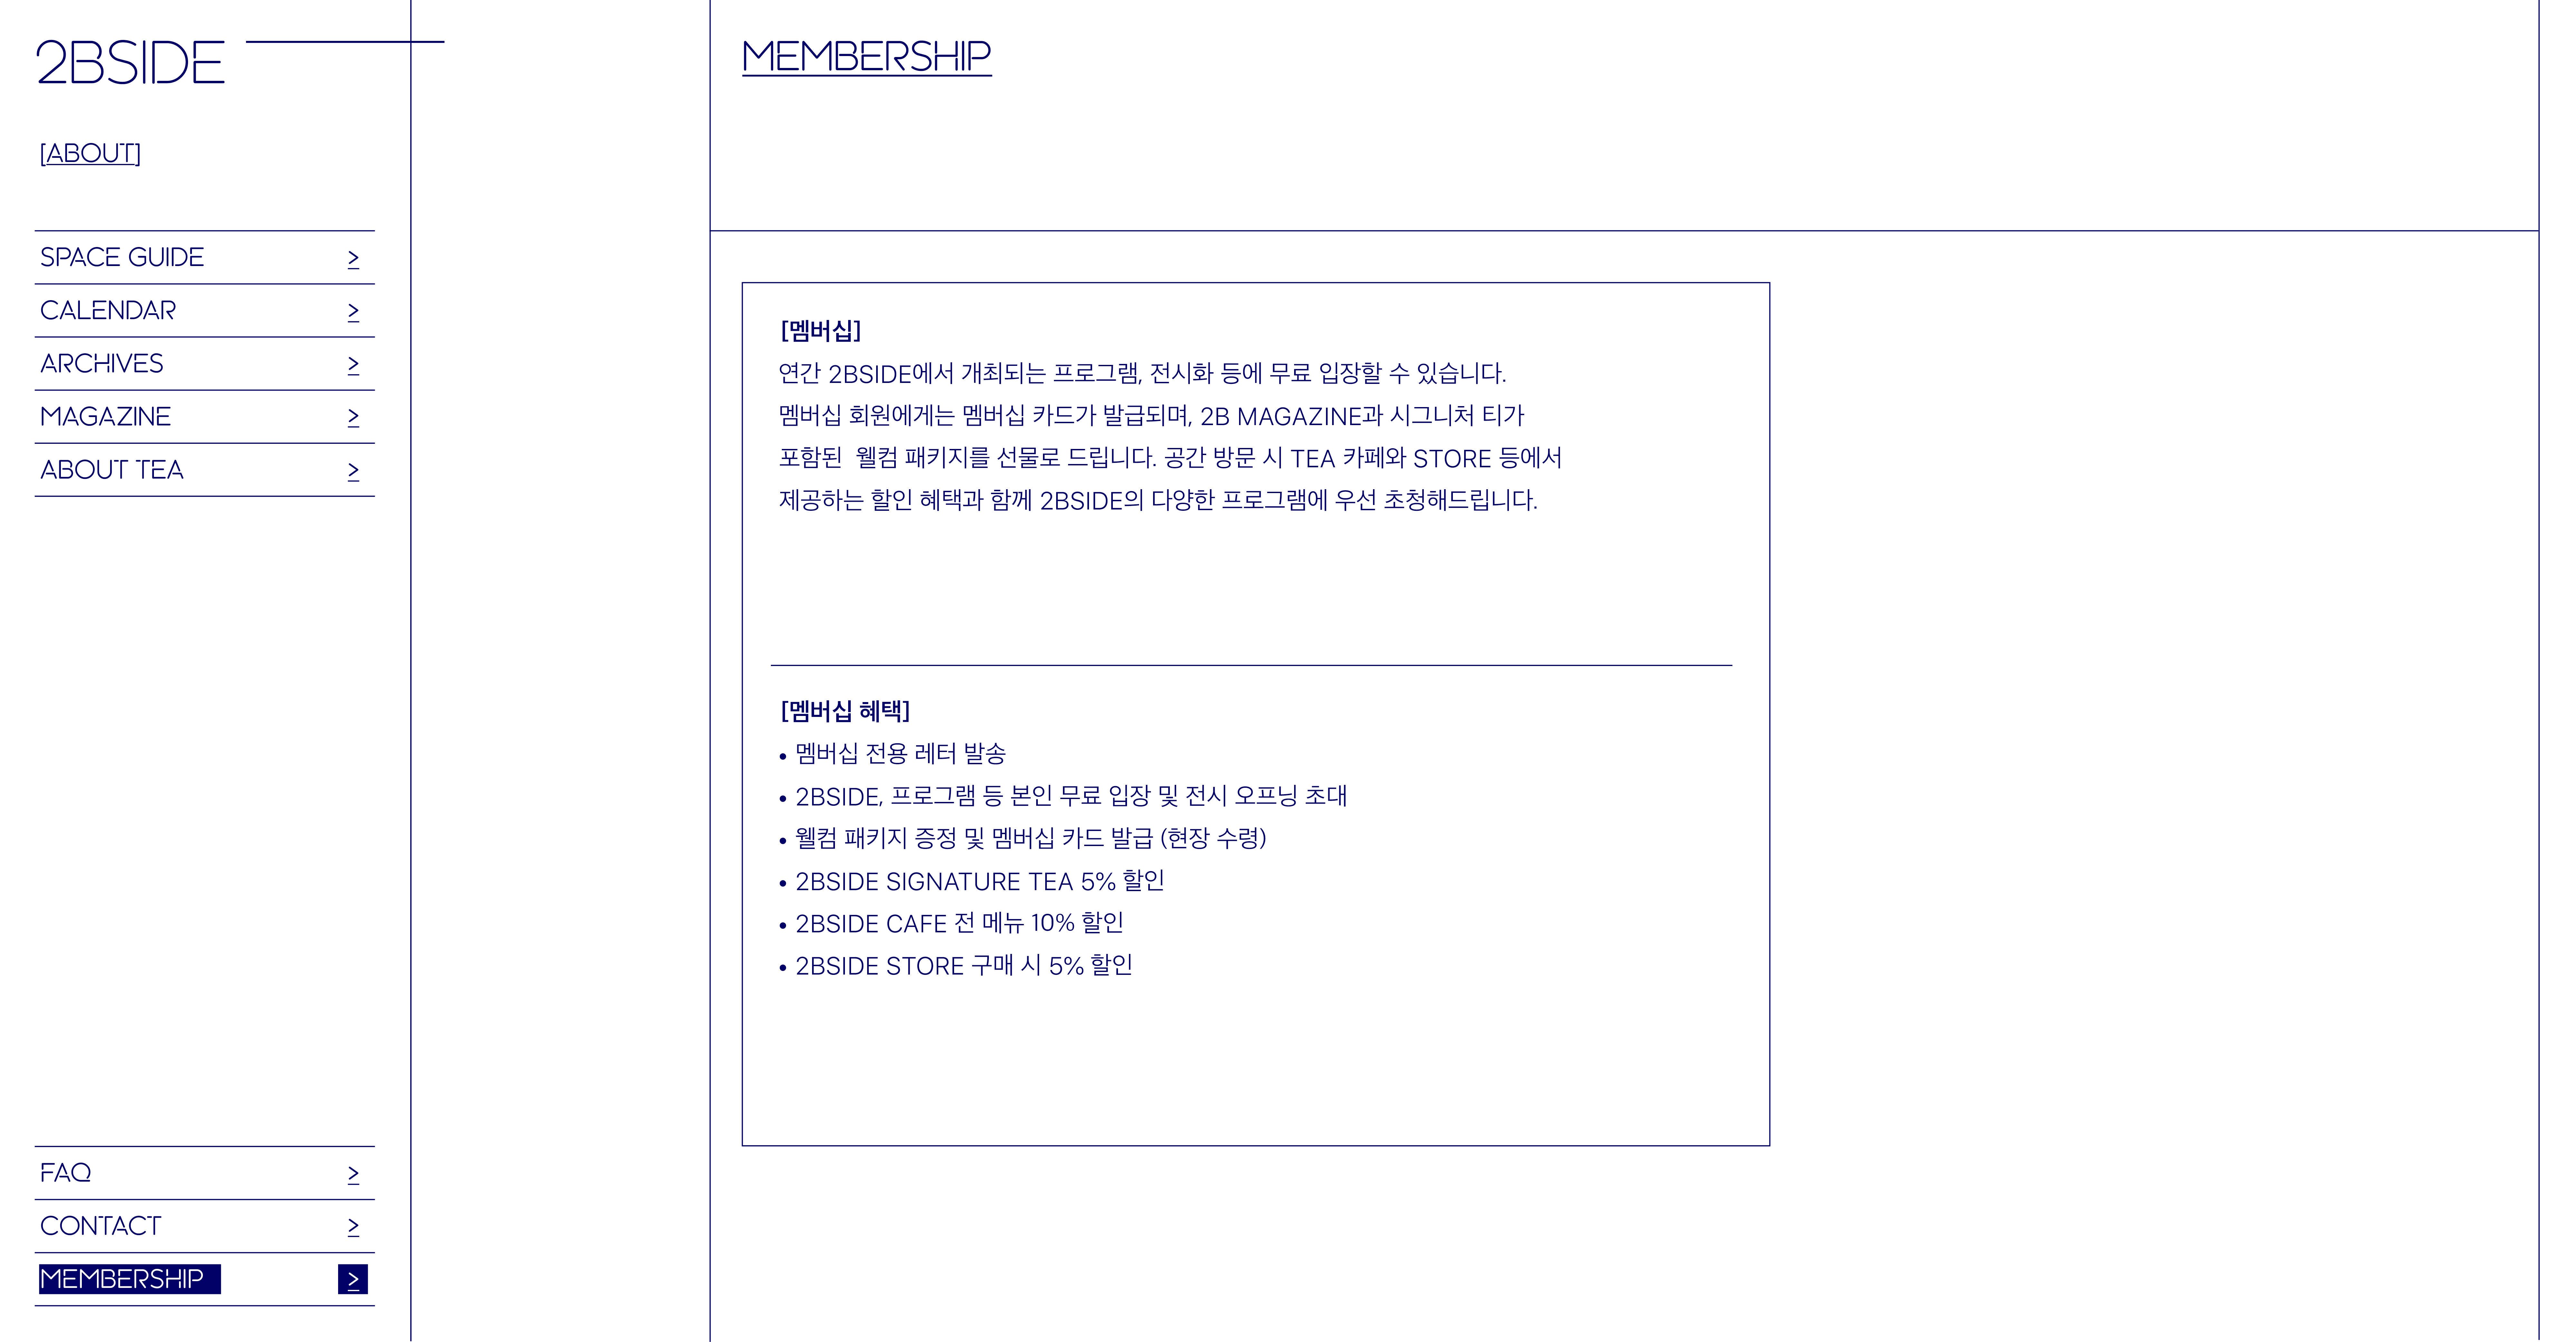 2BSIDE
[ABOUT]
SPACE GUIDE >
CALENDAR >
ARCHIVES >
MAGAZINE >
ABOUT TEA >
FAQ >
CONTACT >
MEMBERSHIP >
MEMBERSHIP
[멤버십]
연간 2BSIDE에서 개최되는 프로그램, 전시화 등에 무료 입장할 수 있습니다.
멤버십 회원에게는 멤버십 카드가 발급되며, 2B MAGAZINE과 시그니처 티가
포함된 웰컴 패키지를 선물로 드립니다. 공간 방문 시 TEA 카페와 STORE 등에서
제공하는 할인 혜택과 함께 2BSIDE의 다양한 프로그램에 우선 초청해드립니다.
[멤버십 혜택]
• 멤버십 전용 레터 발송
• 2BSIDE, 프로그램 등 본인 무료 입장 및 전시 오프닝 초대
• 웰컴 패키지 증정 및 멤버십 카드 발급 (현장 수령)
• 2BSIDE SIGNATURE TEA 5% 할인
• 2BSIDE CAFE 전 메뉴 10% 할인
• 2BSIDE STORE 구매 시 5% 할인